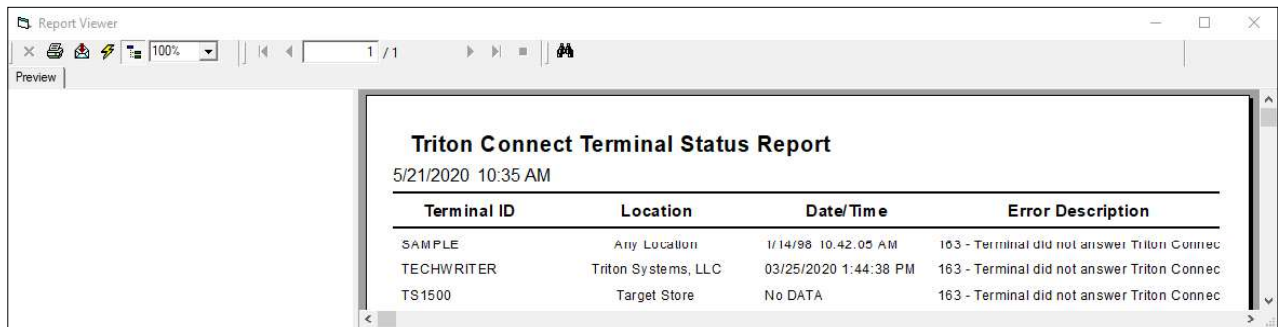 Report Viewer
100% 1 / 1
Preview
Triton Connect Terminal Status Report
5/21/2020 10:35 AM
Terminal ID Location Date/Time Error Description
SAMPLE Any Location 1/14/98 10:42:05 AM 163 - Terminal did not answer Triton Connec
TECHWRITER Triton Systems, LLC 03/25/2020 1:44:38 PM 163 - Terminal did not answer Triton Connec
TS1500 Target Store No DATA 163 - Terminal did not answer Triton Connec